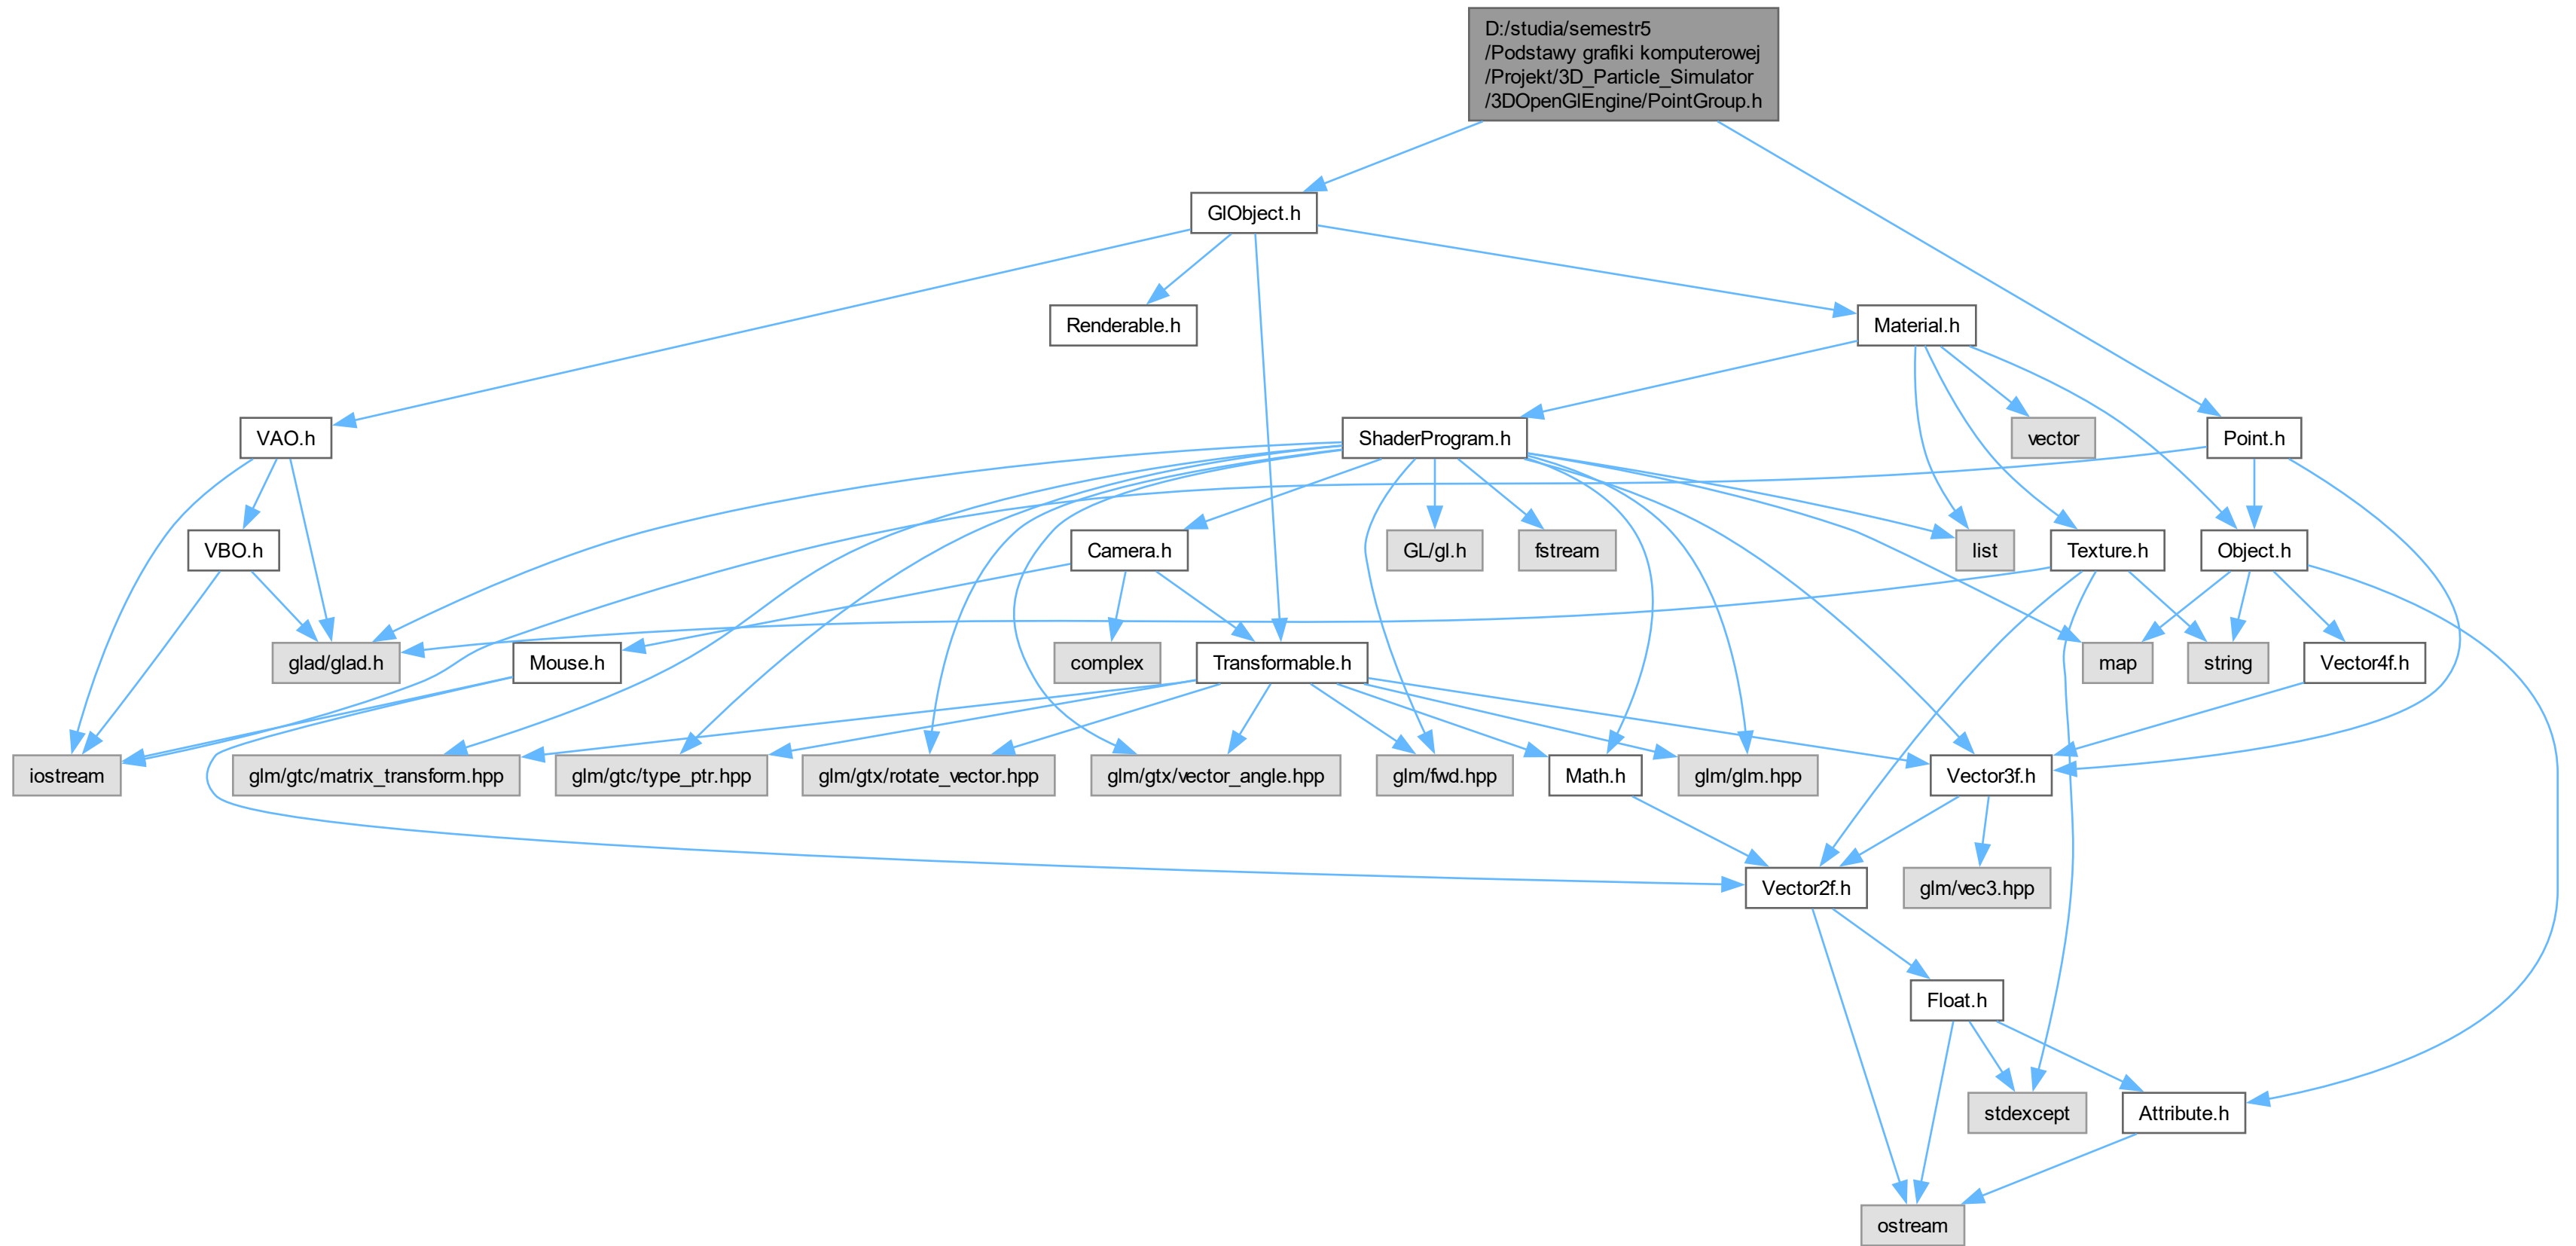 D:/studia/semestr5
/Podstawy grafiki komputerowej
/Projekt/3D_Particle_Simulator
/3DOpenGlEngine/PointGroup.h
GlObject.h
Renderable.h
Material.h
VAO.h
ShaderProgram.h
vector
Point.h
VBO.h
Camera.h
GL/gl.h
fstream
list
Texture.h
Object.h
glad/glad.h
Mouse.h
complex
Transformable.h
map
string
Vector4f.h
iostream
glm/gtc/matrix_transform.hpp
glm/gtc/type_ptr.hpp
glm/gtx/rotate_vector.hpp
glm/gtx/vector_angle.hpp
glm/fwd.hpp
Math.h
glm/glm.hpp
Vector3f.h
Vector2f.h
glm/vec3.hpp
Float.h
stdexcept
Attribute.h
ostream